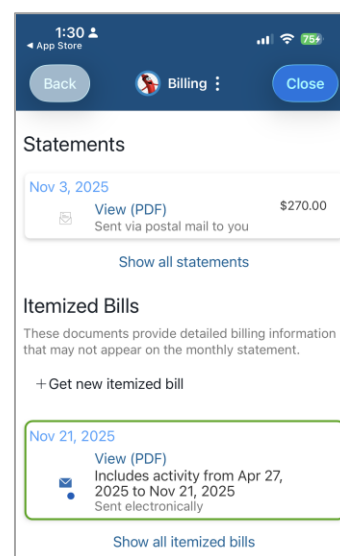 1:30
◀ App Store
75+
Back
Billing
Close
Statements
Nov 3, 2025
View (PDF)
$270.00
Sent via postal mail to you
Show all statements
Itemized Bills
These documents provide detailed billing information
that may not appear on the monthly statement.
+Get new itemized bill
Nov 21, 2025
View (PDF)
Includes activity from Apr 27,
2025 to Nov 21, 2025
Sent electronically
Show all itemized bills